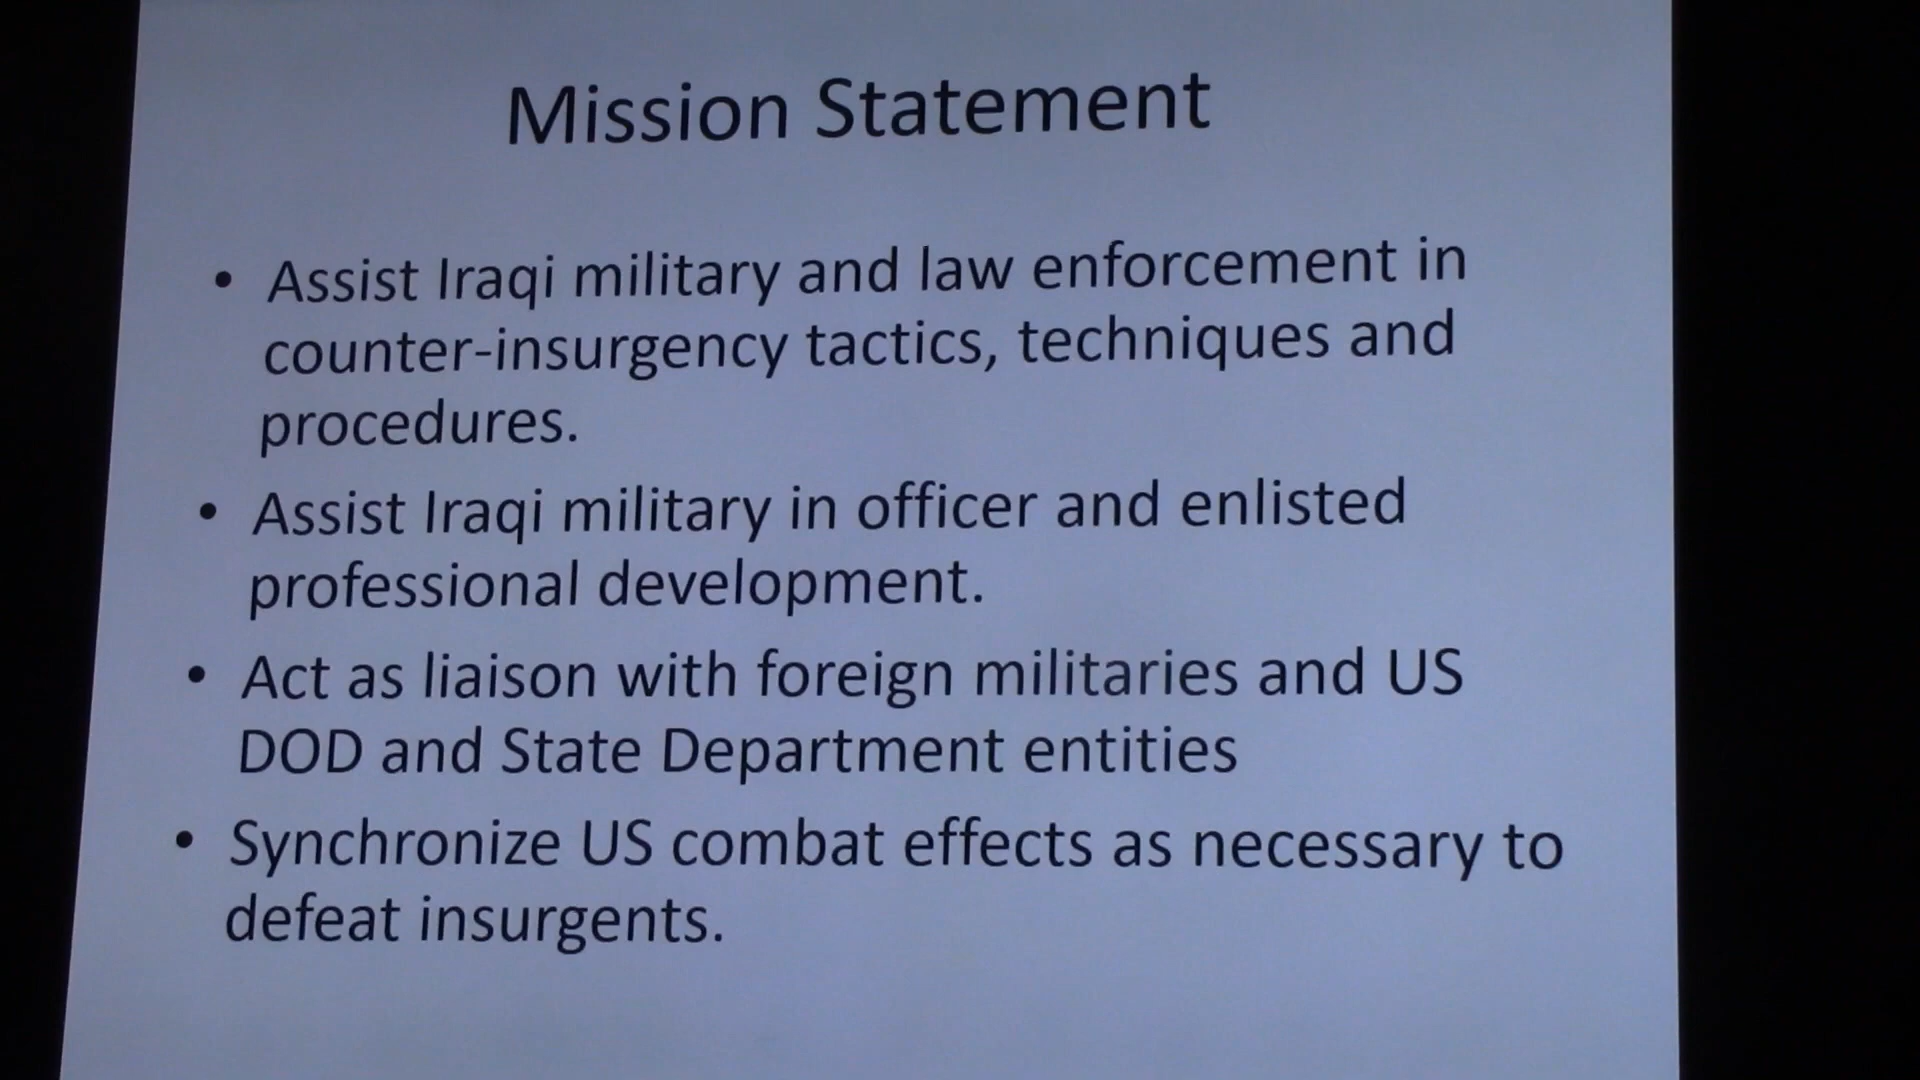 Mission Statement
• Assist Iraqi military and law enforcement in
counter-insurgency tactics, techniques and
procedures.
• Assist Iraqi military in officer and enlisted
professional development.
• Act as liaison with foreign militaries and US
DOD and State Department entities
• Synchronize US combat effects as necessary to
defeat insurgents.